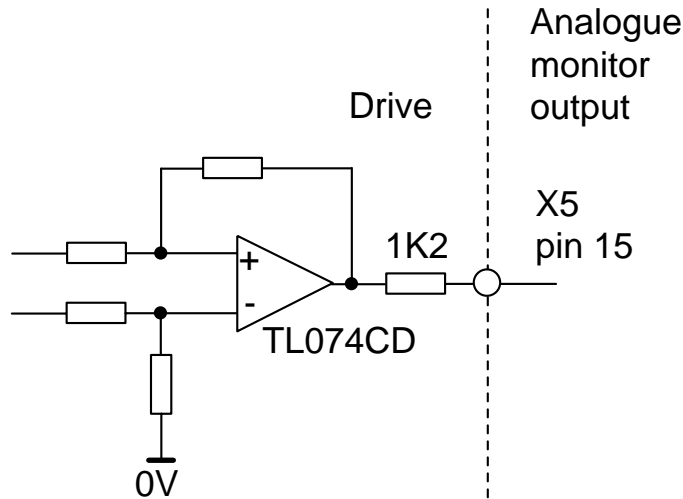 Analogue
monitor
output
Drive
X5
pin 15
1K2
+
-
TL074CD
0V